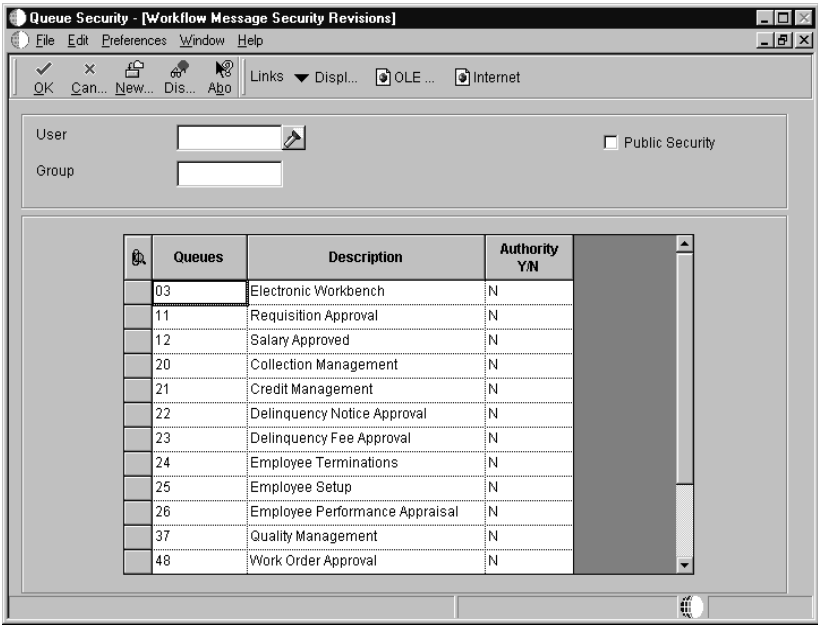 Queue Security - [Workflow Message Security Revisions]
File Edit Preferences Window Help
OK Can... New... Dis... Abo Links Displ... OLE ... Internet
User
Public Security
Group
Queues Description Authority Y/N
03 Electronic Workbench N
11 Requisition Approval N
12 Salary Approved N
20 Collection Management N
21 Credit Management N
22 Delinquency Notice Approval N
23 Delinquency Fee Approval N
24 Employee Terminations N
25 Employee Setup N
26 Employee Performance Appraisal N
37 Quality Management N
48 Work Order Approval N